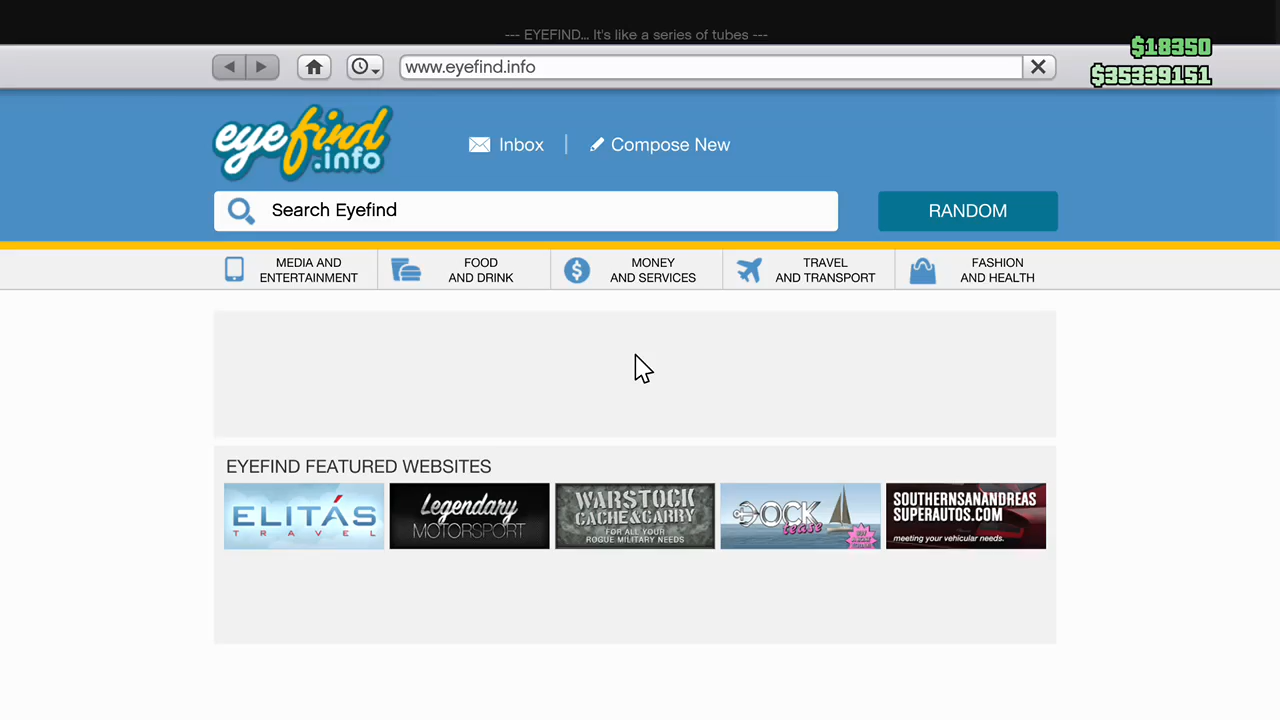 --- EYEFIND... It's like a series of tubes ---
$18350
www.eyefind.info
$35339151
eyefind
.info
Inbox
Compose New
Search Eyefind
RANDOM
MEDIA AND
ENTERTAINMENT
FOOD
AND DRINK
MONEY
AND SERVICES
TRAVEL
AND TRANSPORT
FASHION
AND HEALTH
EYEFIND FEATURED WEBSITES
ELITÁS
TRAVEL
Legendary
MOTORSPORT
WARSTOCK
CACHE&CARRY
FOR ALL YOUR
ROGUE MILITARY NEEDS
DOCK
tease
SOUTHERNSANANDREAS
SUPERAUTOS.COM
meeting your vehicular needs.